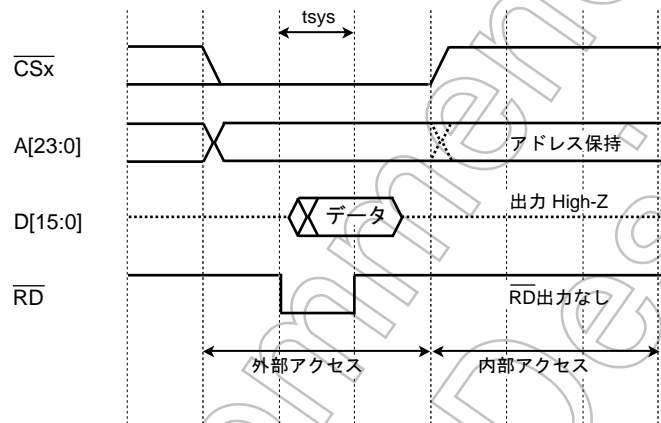 tsys
CSx
A[23:0]
アドレス保持
D[15:0]
データ
出力 High-Z
RD
RD出力なし
外部アクセス
内部アクセス